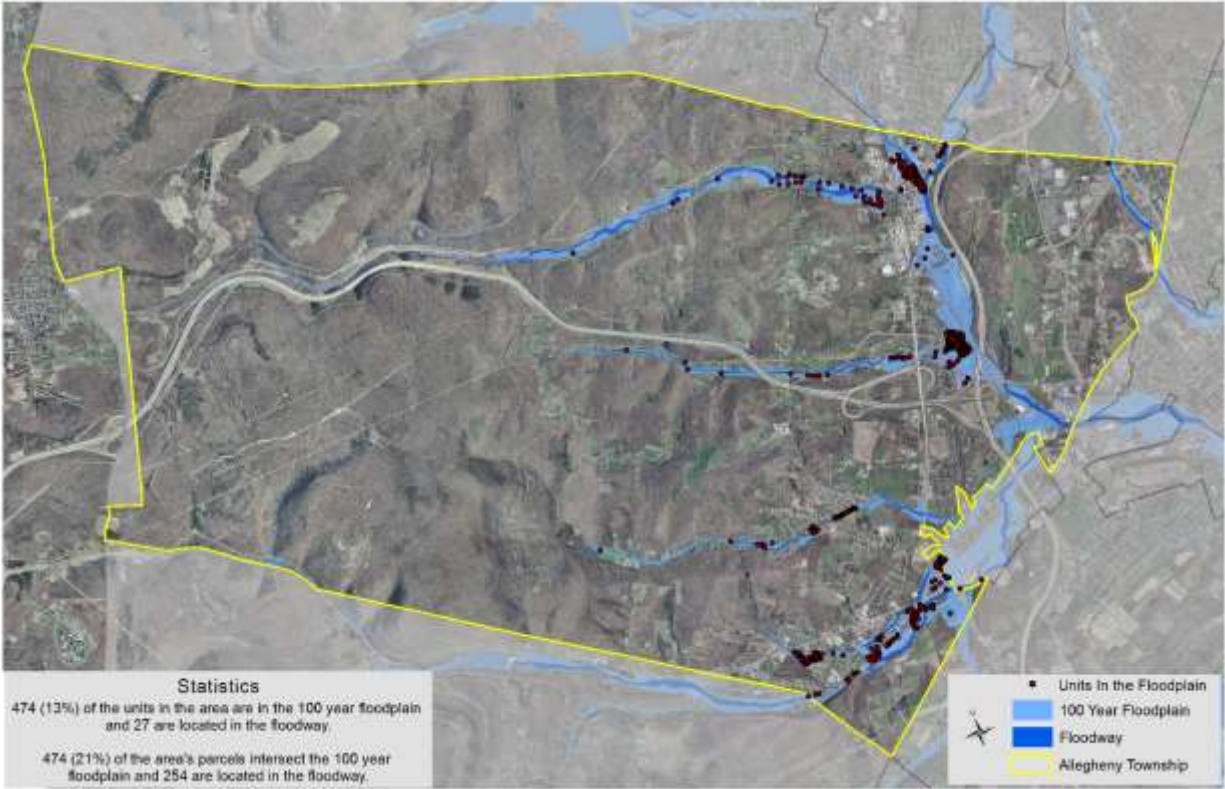 Statistics
474 (13%) of the units in the area are in the 100 year floodplain
and 27 are located in the floodway.
474 (21%) of the area's parcels intersect the 100 year
floodplain and 254 are located in the floodway.
Units In the Floodplain
100 Year Floodplain
Floodway
Allegheny Township